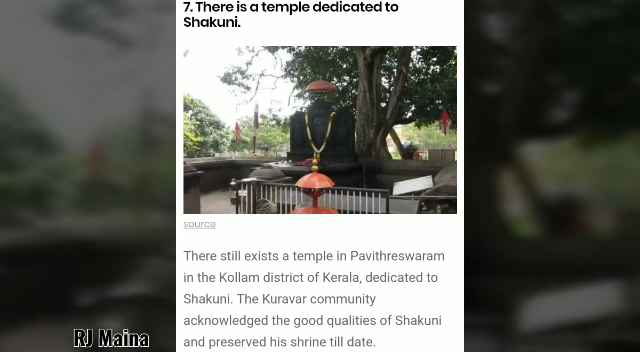 7. There is a temple dedicated to
Shakuni.
source
There still exists a temple in Pavithreswaram
in the Kollam district of Kerala, dedicated to
Shakuni. The Kuravar community
acknowledged the good qualities of Shakuni
and preserved his shrine till date.
RJ Maina